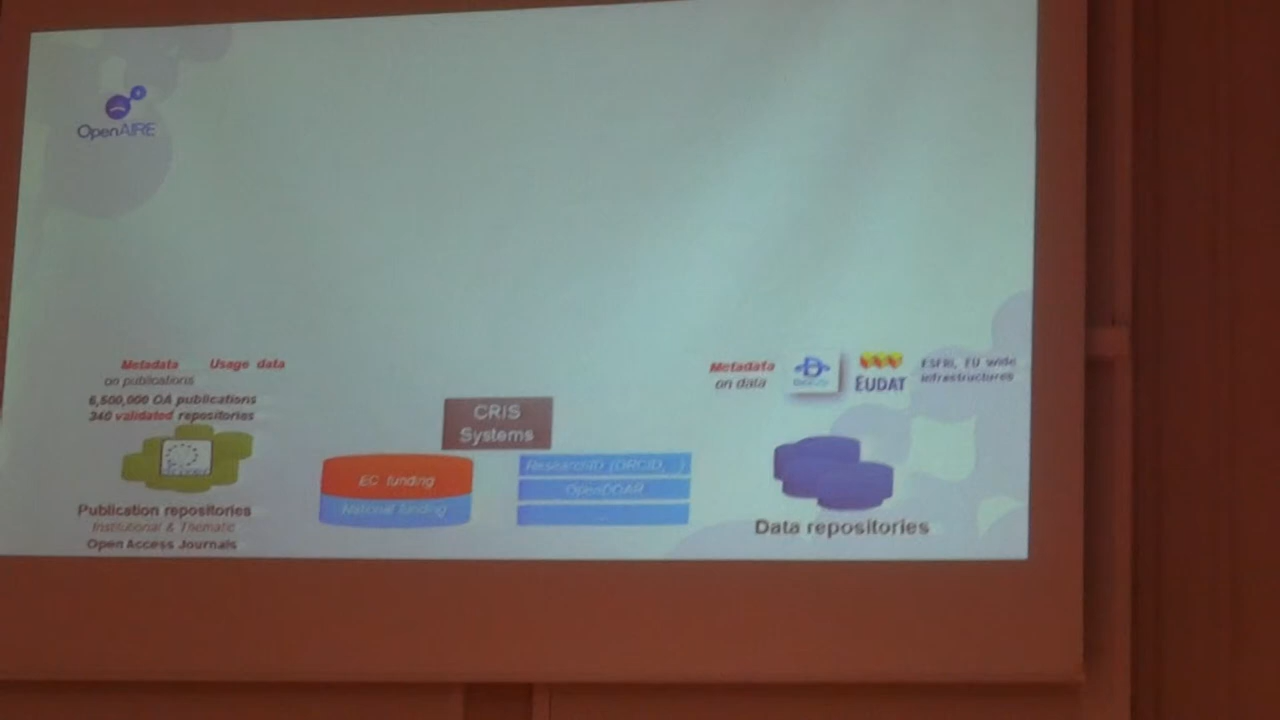 OpenAIRE
Metadata Usage data
on publications
6,500,000 OA publications
340 validated repositories
Publication repositories
Institutional & Thematic
Open Access Journals
CRIS
Systems
EC funding
National funding
ResearchID (ORCID, ..)
OpenDOAR
Metadata
on data
EUDAT
ESFRI, EU wide
infrastructures
Data repositories